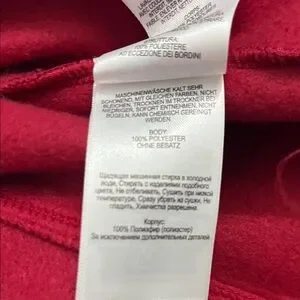 STRUTTURA:
100% POLIESTERE
AD ECCEZIONE DEI BORDINI
MASCHINENWÄSCHE KALT SEHR
SCHONEND, MIT GLEICHEN FARBEN, NICHT
BLEICHEN, TROCKNEN IM TROCKNER BEI
NIEDRIGER, SOFORT ENTNEHMEN, NICHT
BÜGELN, KANN CHEMISCH GEREINIGT
WERDEN.
BODY:
100% POLYESTER
OHNE BESATZ
Щадящая машинная стирка в холодной
воде, Стирать с изделиями подобного
цвета, Не отбеливать, Сушить при низкой
температуре. Сразу убрать из сушки, Не
гладить, Химчистка разрешена.
Корпус:
100% Полиэфир (полиэстер)
За исключением дополнительных деталей